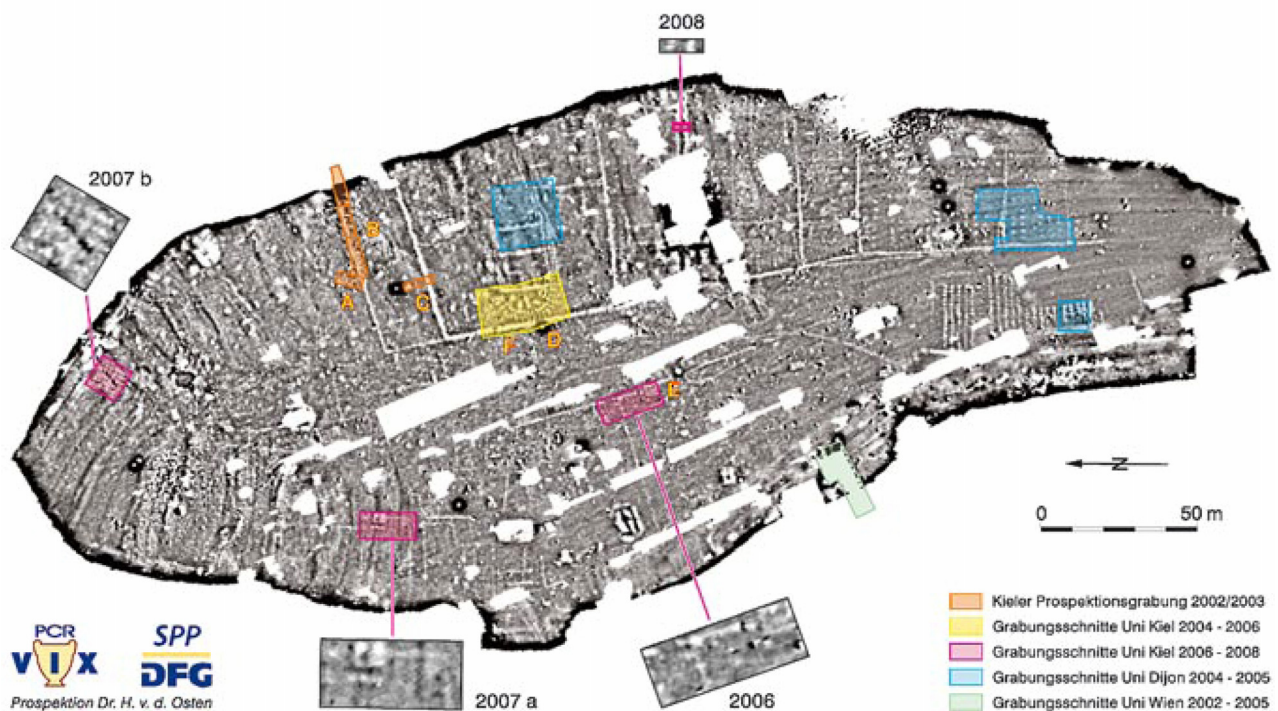 2008
2007 b
B
A
C
F
D
E
N
0 50 m
Kieler Prospektionsgrabung 2002/2003
Grabungsschnitte Uni Kiel 2004 - 2006
Grabungsschnitte Uni Kiel 2006 - 2008
Grabungsschnitte Uni Dijon 2004 - 2005
Grabungsschnitte Uni Wien 2002 - 2005
PCR
VIX
SPP
DFG
Prospektion Dr. H. v. d. Osten
2007 a
2006